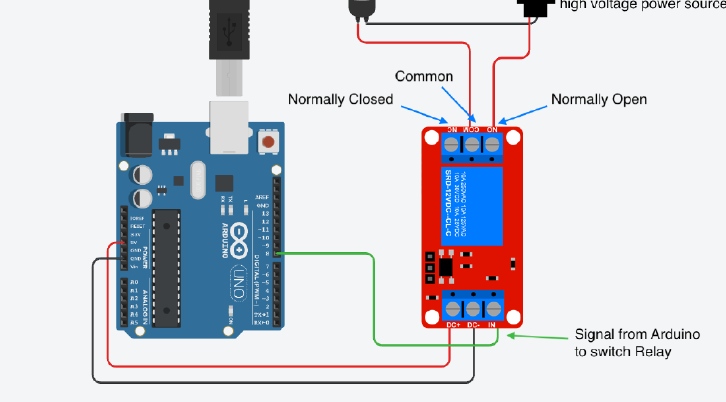 high voltage power source
Common
Normally Closed
Normally Open
NC
COM
NO
10A 250VAC 10A 125VAC
10A 30VDC 10A 28VDC
SRD-12VDC-CL-C
AREF
GND
13
12
~11
~10
~9
8
7
~6
~5
4
~3
2
TX→1
RX←0
DIGITAL (PWM~)
L
TX
RX
ON
ARDUINO
UNO
IOREF
RESET
3.3V
5V
GND
GND
Vin
POWER
A0
A1
A2
A3
A4
A5
ANALOG IN
DC+
DC-
IN
Signal from Arduino
to switch Relay